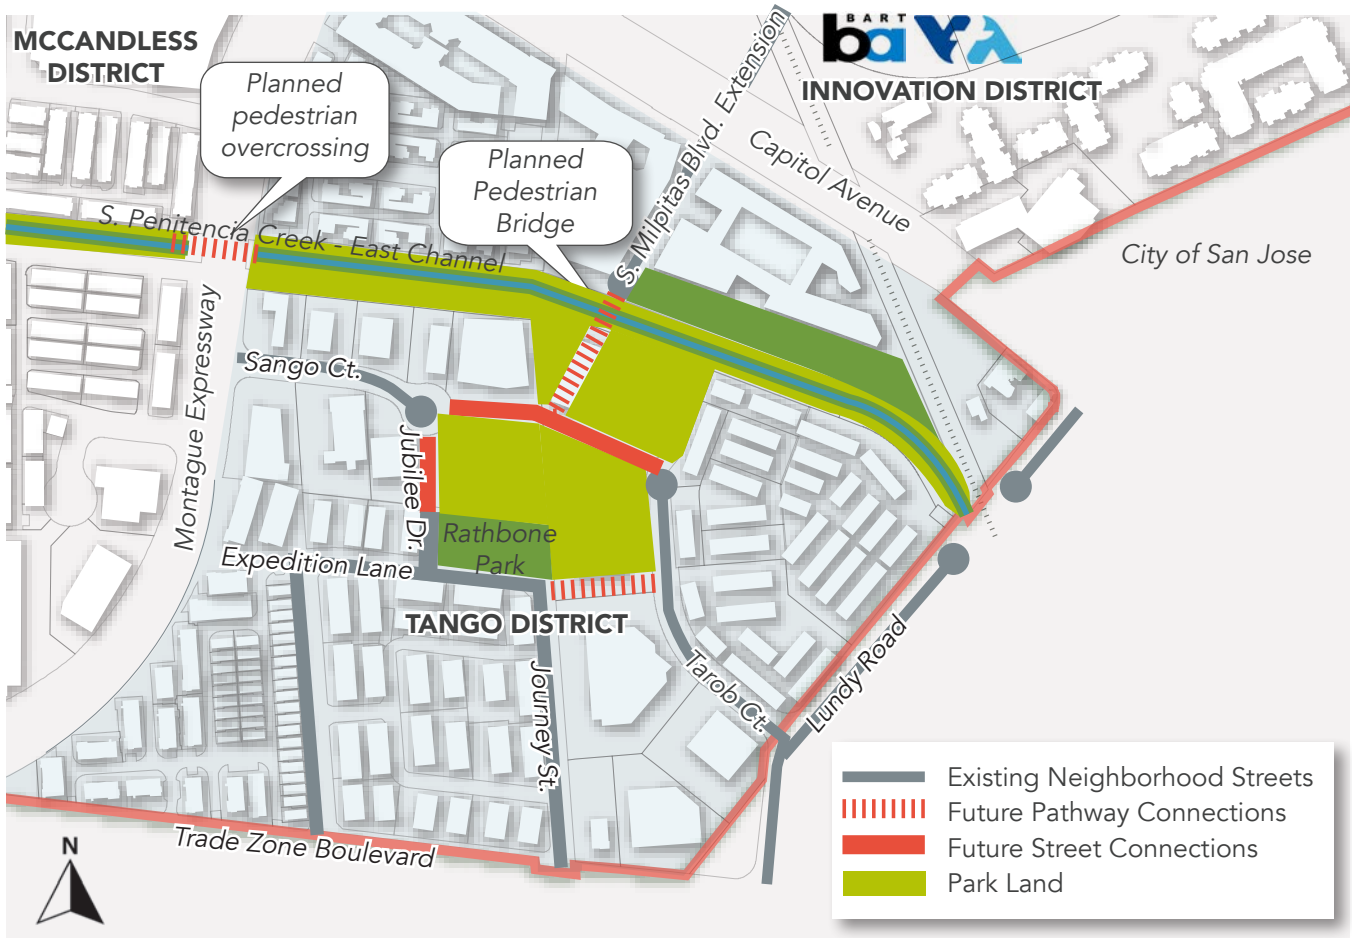 MCCANDLESS
DISTRICT
Planned
pedestrian
overcrossing
Planned
Pedestrian
Bridge
S. Milpitas Blvd. Extension
BART
ba
VTA
INNOVATION DISTRICT
Capitol Avenue
City of San Jose
S. Penitencia Creek - East Channel
Montague Expressway
Sango Ct.
Jubilee Dr.
Rathbone
Park
Expedition Lane
TANGO DISTRICT
Journey St.
Tarob Ct.
Lundy Road
Trade Zone Boulevard
N
Existing Neighborhood Streets
Future Pathway Connections
Future Street Connections
Park Land